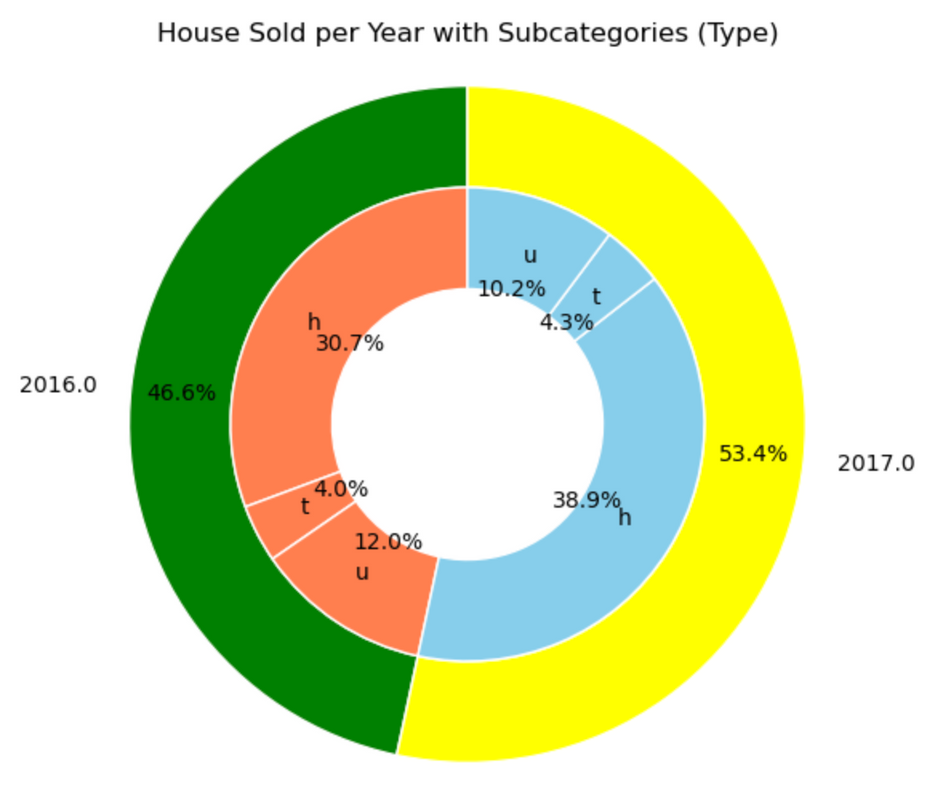 House Sold per Year with Subcategories (Type)
u
10.2%
t
4.3%
h
30.7%
2016.0
46.6%
53.4%
2017.0
4.0%
t
38.9%
h
12.0%
u